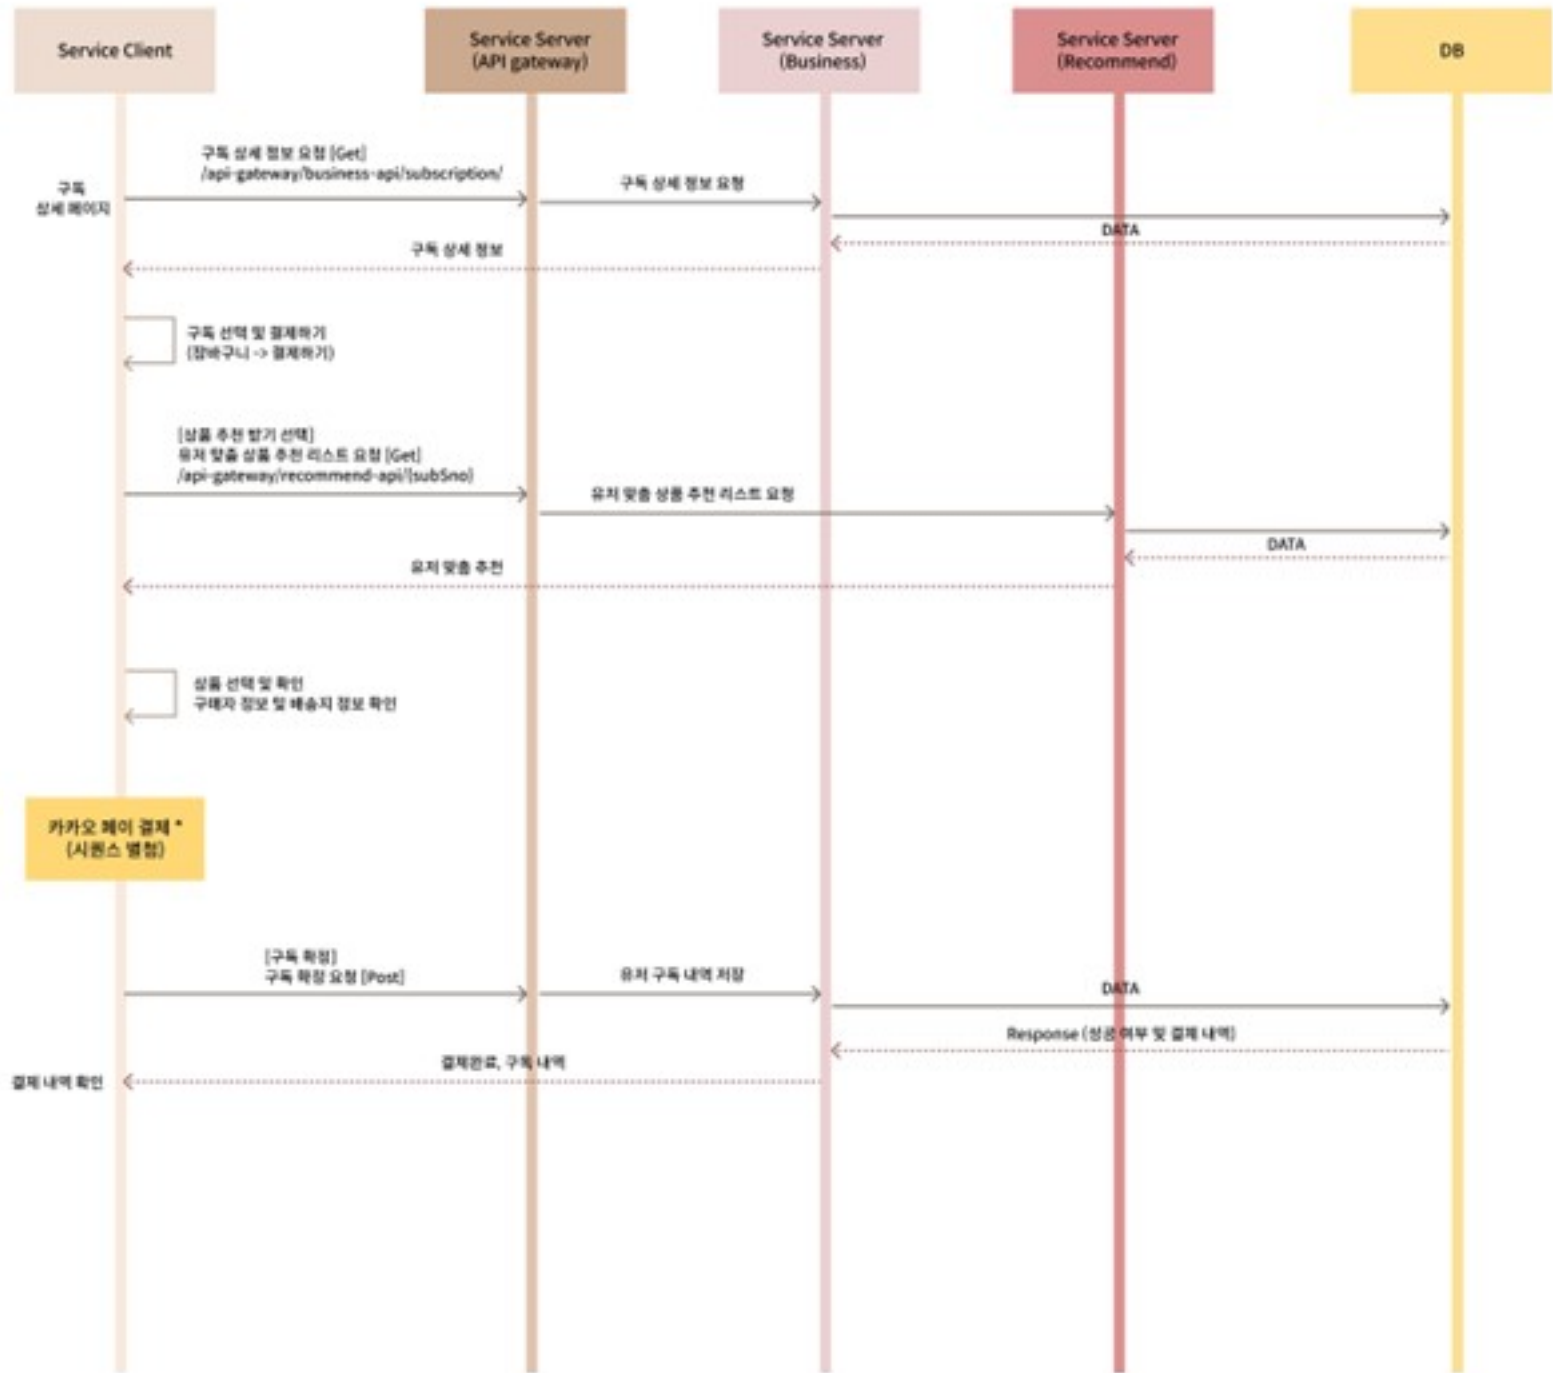 Service Client
Service Server
(API gateway)
Service Server
(Business)
Service Server
(Recommend)
DB
구독 상세 정보 요청 [Get]
/api-gateway/business-api/subscription/
구독
상세 페이지
구독 상세 정보 요청
DATA
구독 상세 정보
구독 선택 및 결제하기
(장바구니 -> 결제하기)
[상품 추천 받기 선택]
유저 맞춤 상품 추천 리스트 요청 [Get]
/api-gateway/recommend-api/{subSno}
유저 맞춤 상품 추천 리스트 요청
DATA
유저 맞춤 추천
상품 선택 및 확인
구매자 정보 및 배송지 정보 확인
카카오 페이 결제 *
(시퀀스 별첨)
[구독 확정]
구독 확정 요청 [Post]
유저 구독 내역 저장
DATA
Response (성공 여부 및 결제 내역)
결제완료, 구독 내역
결제 내역 확인